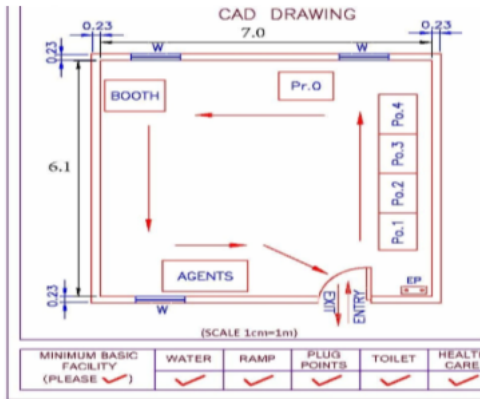 CAD DRAWING
0.23
7.0
0.23
0.23
W
W
BOOTH
Pr.O
Po.4
Po.3
Po.2
Po.1
6.1
AGENTS
EP
0.23
W
EXIT
ENTRY
(SCALE 1cm=1m)
MINIMUM BASIC
FACILITY
(PLEASE ✓)
WATER
RAMP
PLUG
POINTS
TOILET
HEALTH
CARE
✓ ✓ ✓ ✓ ✓